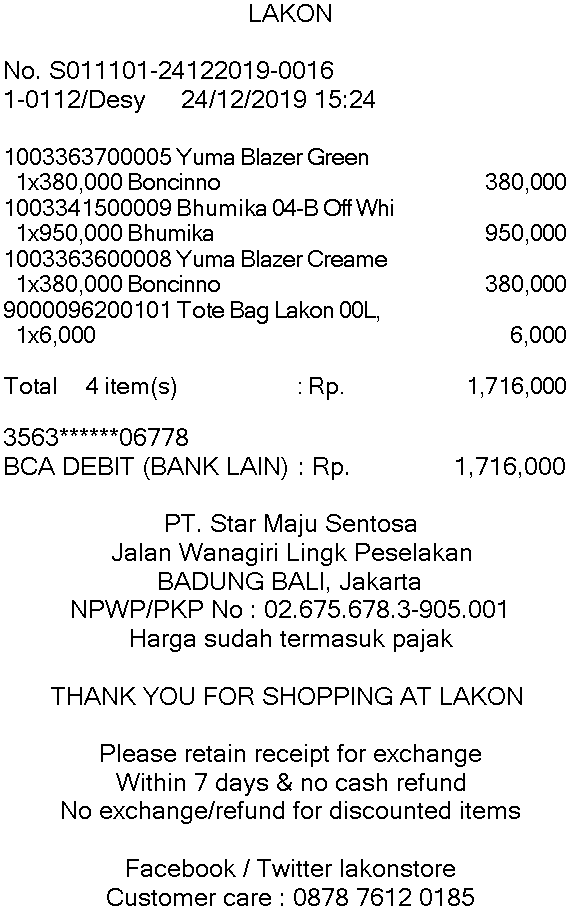 LAKON
No. S011101-24122019-0016
1-0112/Desy 24/12/2019 15:24
1003363700005 Yuma Blazer Green
1x380,000 Boncinno 380,000
1003341500009 Bhumika 04-B Off Whi
1x950,000 Bhumika 950,000
1003363600008 Yuma Blazer Creame
1x380,000 Boncinno 380,000
9000096200101 Tote Bag Lakon 00L,
1x6,000 6,000
Total 4 item(s) : Rp. 1,716,000
3563******06778
BCA DEBIT (BANK LAIN) : Rp. 1,716,000
PT. Star Maju Sentosa
Jalan Wanagiri Lingk Peselakan
BADUNG BALI, Jakarta
NPWP/PKP No : 02.675.678.3-905.001
Harga sudah termasuk pajak
THANK YOU FOR SHOPPING AT LAKON
Please retain receipt for exchange
Within 7 days & no cash refund
No exchange/refund for discounted items
Facebook / Twitter lakonstore
Customer care : 0878 7612 0185